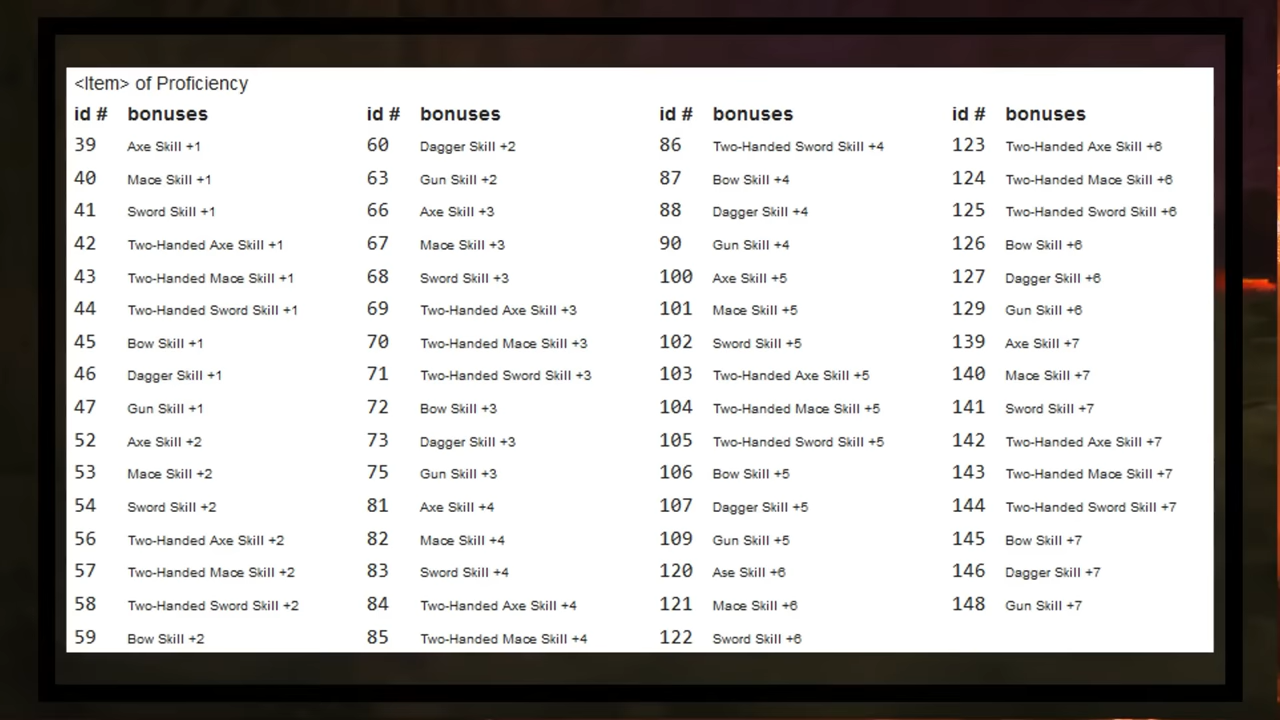 <Item> of Proficiency
id # bonuses id # bonuses id # bonuses id # bonuses
39 Axe Skill +1 60 Dagger Skill +2 86 Two-Handed Sword Skill +4 123 Two-Handed Axe Skill +6
40 Mace Skill +1 63 Gun Skill +2 87 Bow Skill +4 124 Two-Handed Mace Skill +6
41 Sword Skill +1 66 Axe Skill +3 88 Dagger Skill +4 125 Two-Handed Sword Skill +6
42 Two-Handed Axe Skill +1 67 Mace Skill +3 90 Gun Skill +4 126 Bow Skill +6
43 Two-Handed Mace Skill +1 68 Sword Skill +3 100 Axe Skill +5 127 Dagger Skill +6
44 Two-Handed Sword Skill +1 69 Two-Handed Axe Skill +3 101 Mace Skill +5 129 Gun Skill +6
45 Bow Skill +1 70 Two-Handed Mace Skill +3 102 Sword Skill +5 139 Axe Skill +7
46 Dagger Skill +1 71 Two-Handed Sword Skill +3 103 Two-Handed Axe Skill +5 140 Mace Skill +7
47 Gun Skill +1 72 Bow Skill +3 104 Two-Handed Mace Skill +5 141 Sword Skill +7
52 Axe Skill +2 73 Dagger Skill +3 105 Two-Handed Sword Skill +5 142 Two-Handed Axe Skill +7
53 Mace Skill +2 75 Gun Skill +3 106 Bow Skill +5 143 Two-Handed Mace Skill +7
54 Sword Skill +2 81 Axe Skill +4 107 Dagger Skill +5 144 Two-Handed Sword Skill +7
56 Two-Handed Axe Skill +2 82 Mace Skill +4 109 Gun Skill +5 145 Bow Skill +7
57 Two-Handed Mace Skill +2 83 Sword Skill +4 120 Ase Skill +6 146 Dagger Skill +7
58 Two-Handed Sword Skill +2 84 Two-Handed Axe Skill +4 121 Mace Skill +6 148 Gun Skill +7
59 Bow Skill +2 85 Two-Handed Mace Skill +4 122 Sword Skill +6